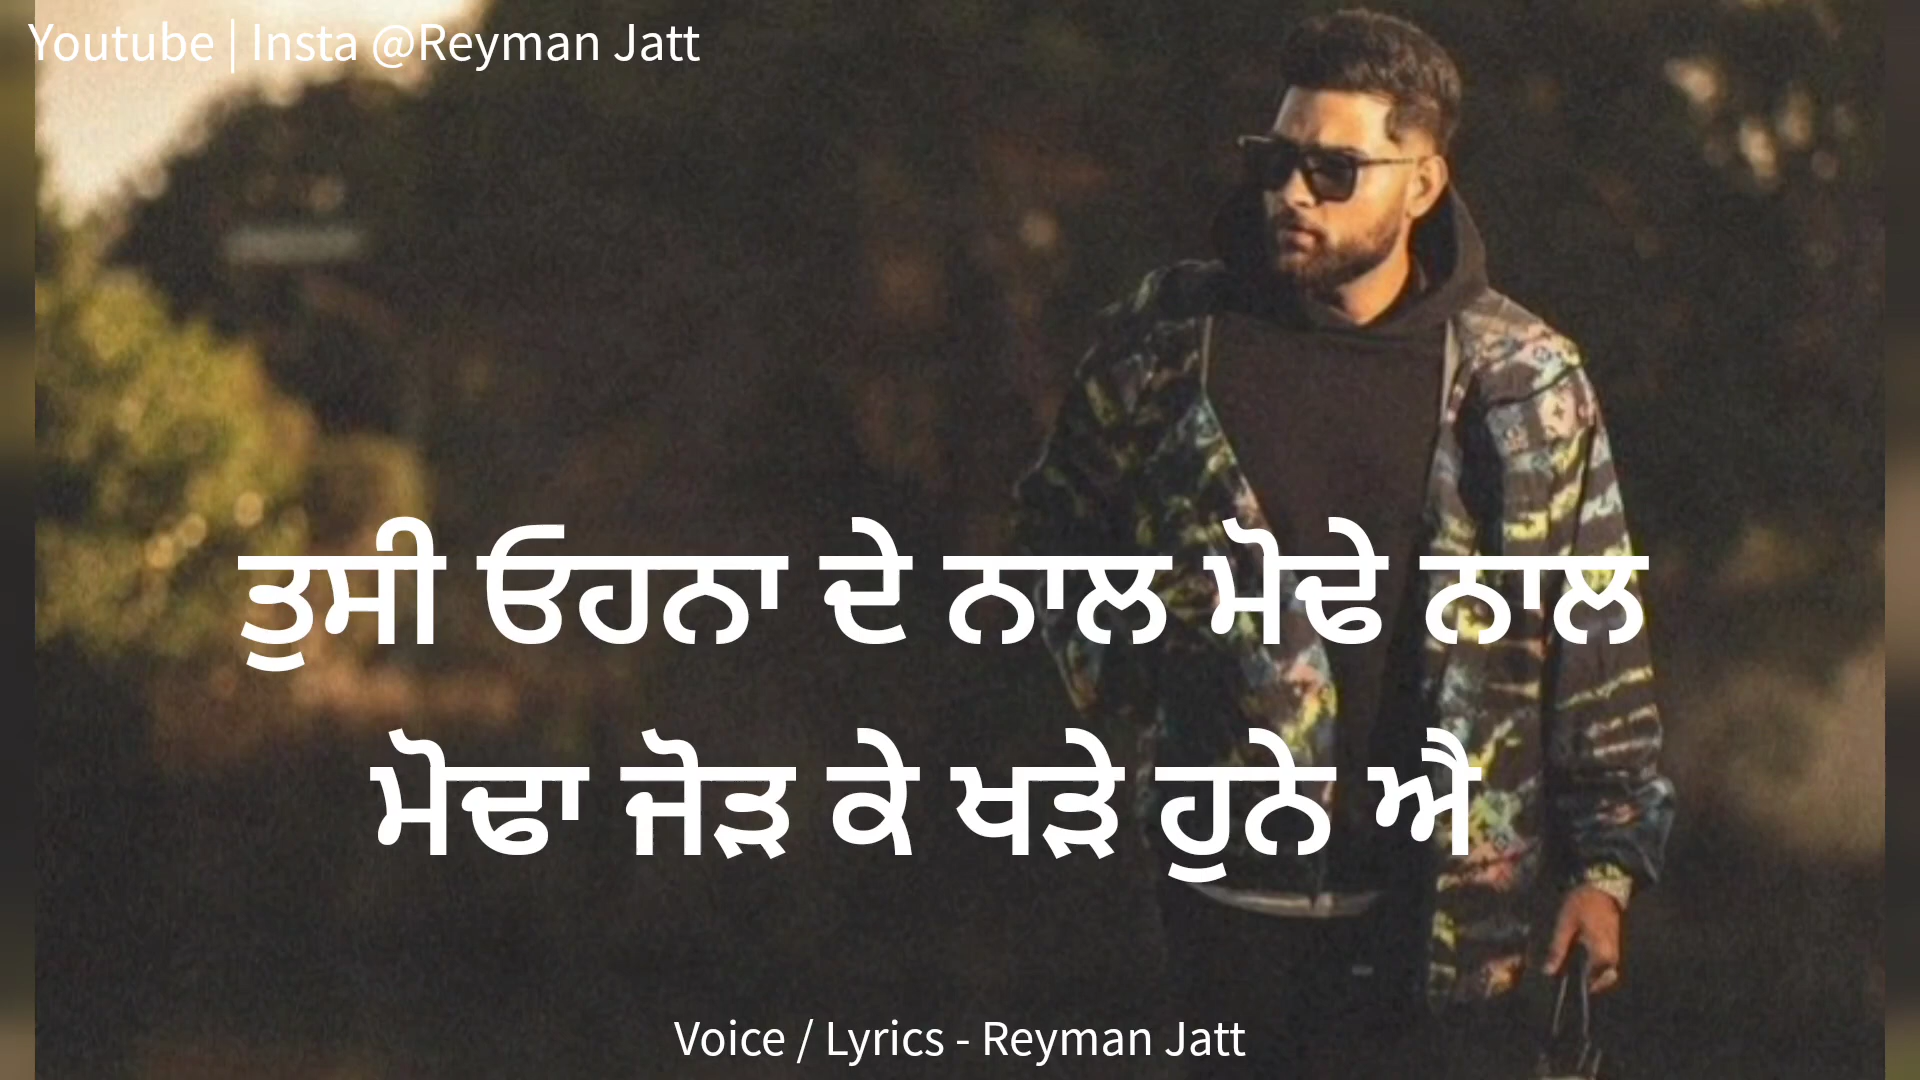 Youtube | Insta @Reyman Jatt
ਤੁਸੀ ਓਹਨਾ ਦੇ ਨਾਲ ਮੋਢੇ ਨਾਲ
ਮੋਢਾ ਜੋੜ ਕੇ ਖੜੇ ਹੁਨੇ ਐ
Voice / Lyrics - Reyman Jatt